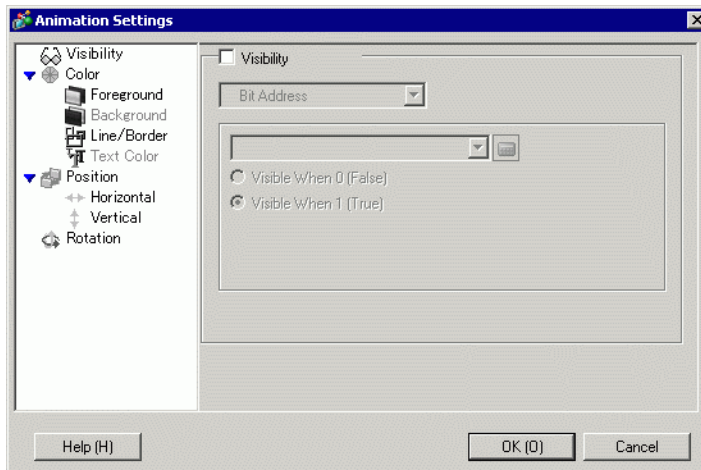 Animation Settings
Visibility
Color
Foreground
Background
Line/Border
Text Color
Position
Horizontal
Vertical
Rotation
Visibility
Bit Address
Visible When 0 (False)
Visible When 1 (True)
Help (H)
OK (O)
Cancel